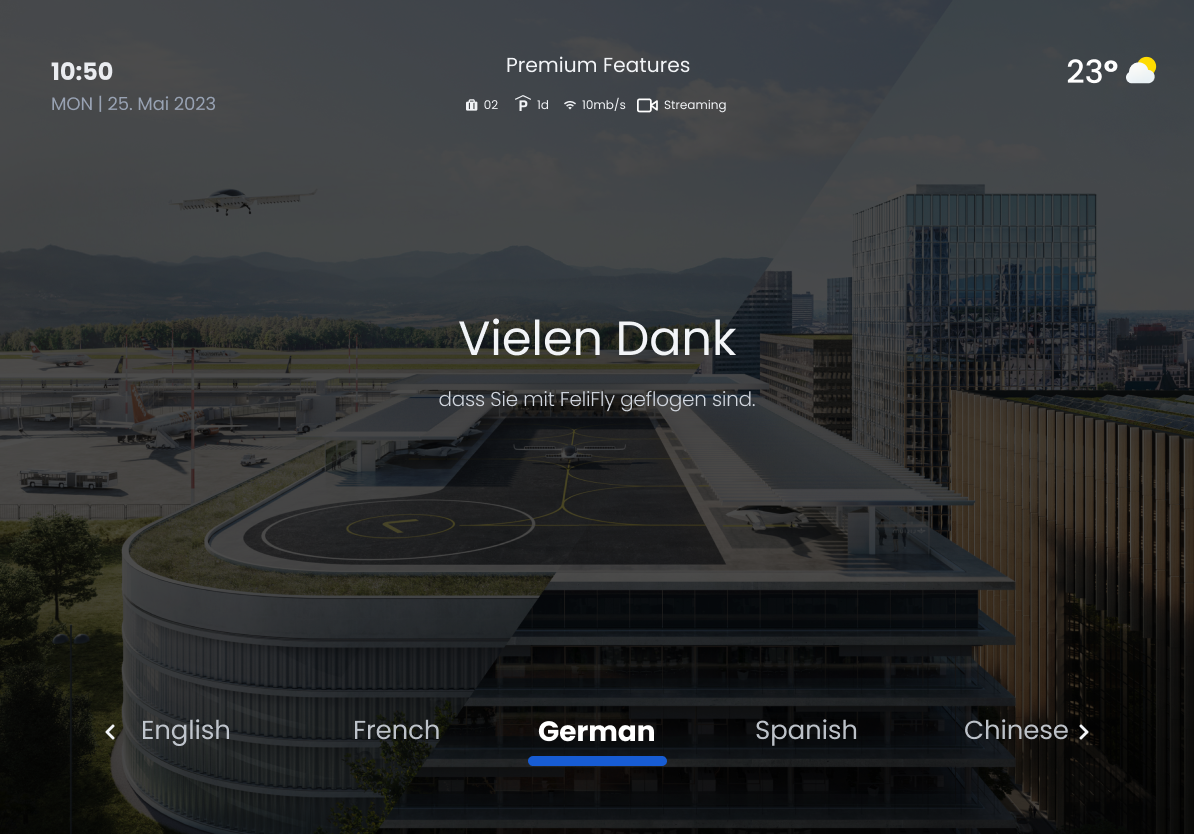 10:50
MON | 25. Mai 2023
Premium Features
02 P 1d 10mb/s Streaming
23°
Vielen Dank
dass Sie mit FeliFly geflogen sind.
English French German Spanish Chinese